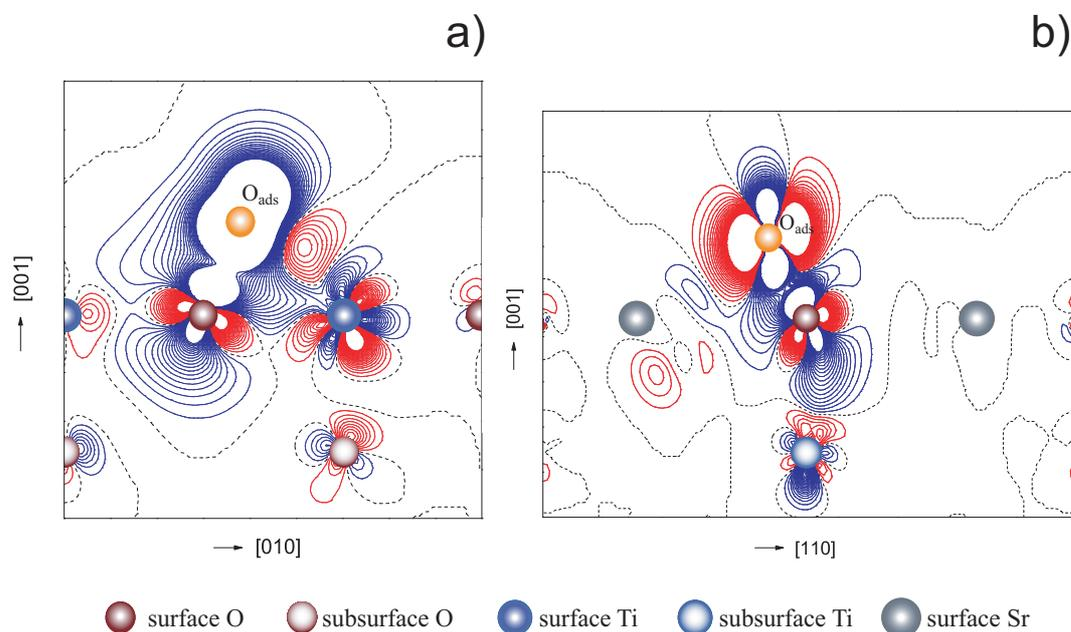 a)
b)
O_ads
O_ads
[001]
[001]
[010]
[110]
surface O
subsurface O
surface Ti
subsurface Ti
surface Sr